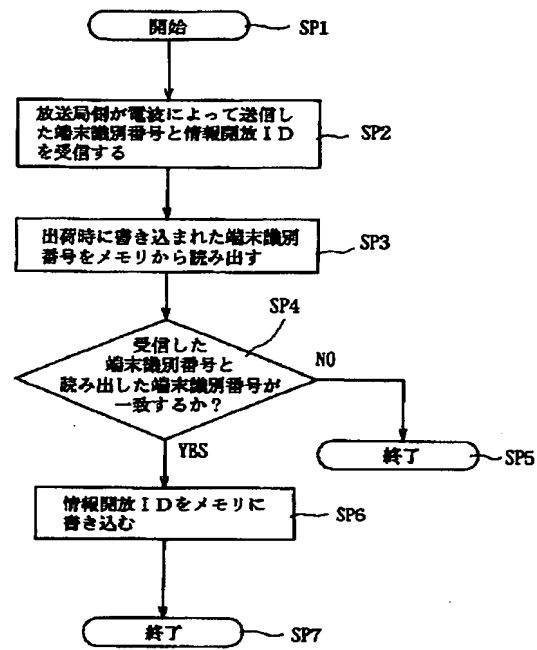 開始
SP1
放送局側が電波によって送信し
た端末識別番号と情報開放ID
を受信する
SP2
出荷時に書き込まれた端末識別
番号をメモリから読み出す
SP3
SP4
受信した
端末識別番号と
読み出した端末識別番号が
一致するか?
NO
YES
終了
SP5
情報開放IDをメモリに
書き込む
SP6
終了
SP7